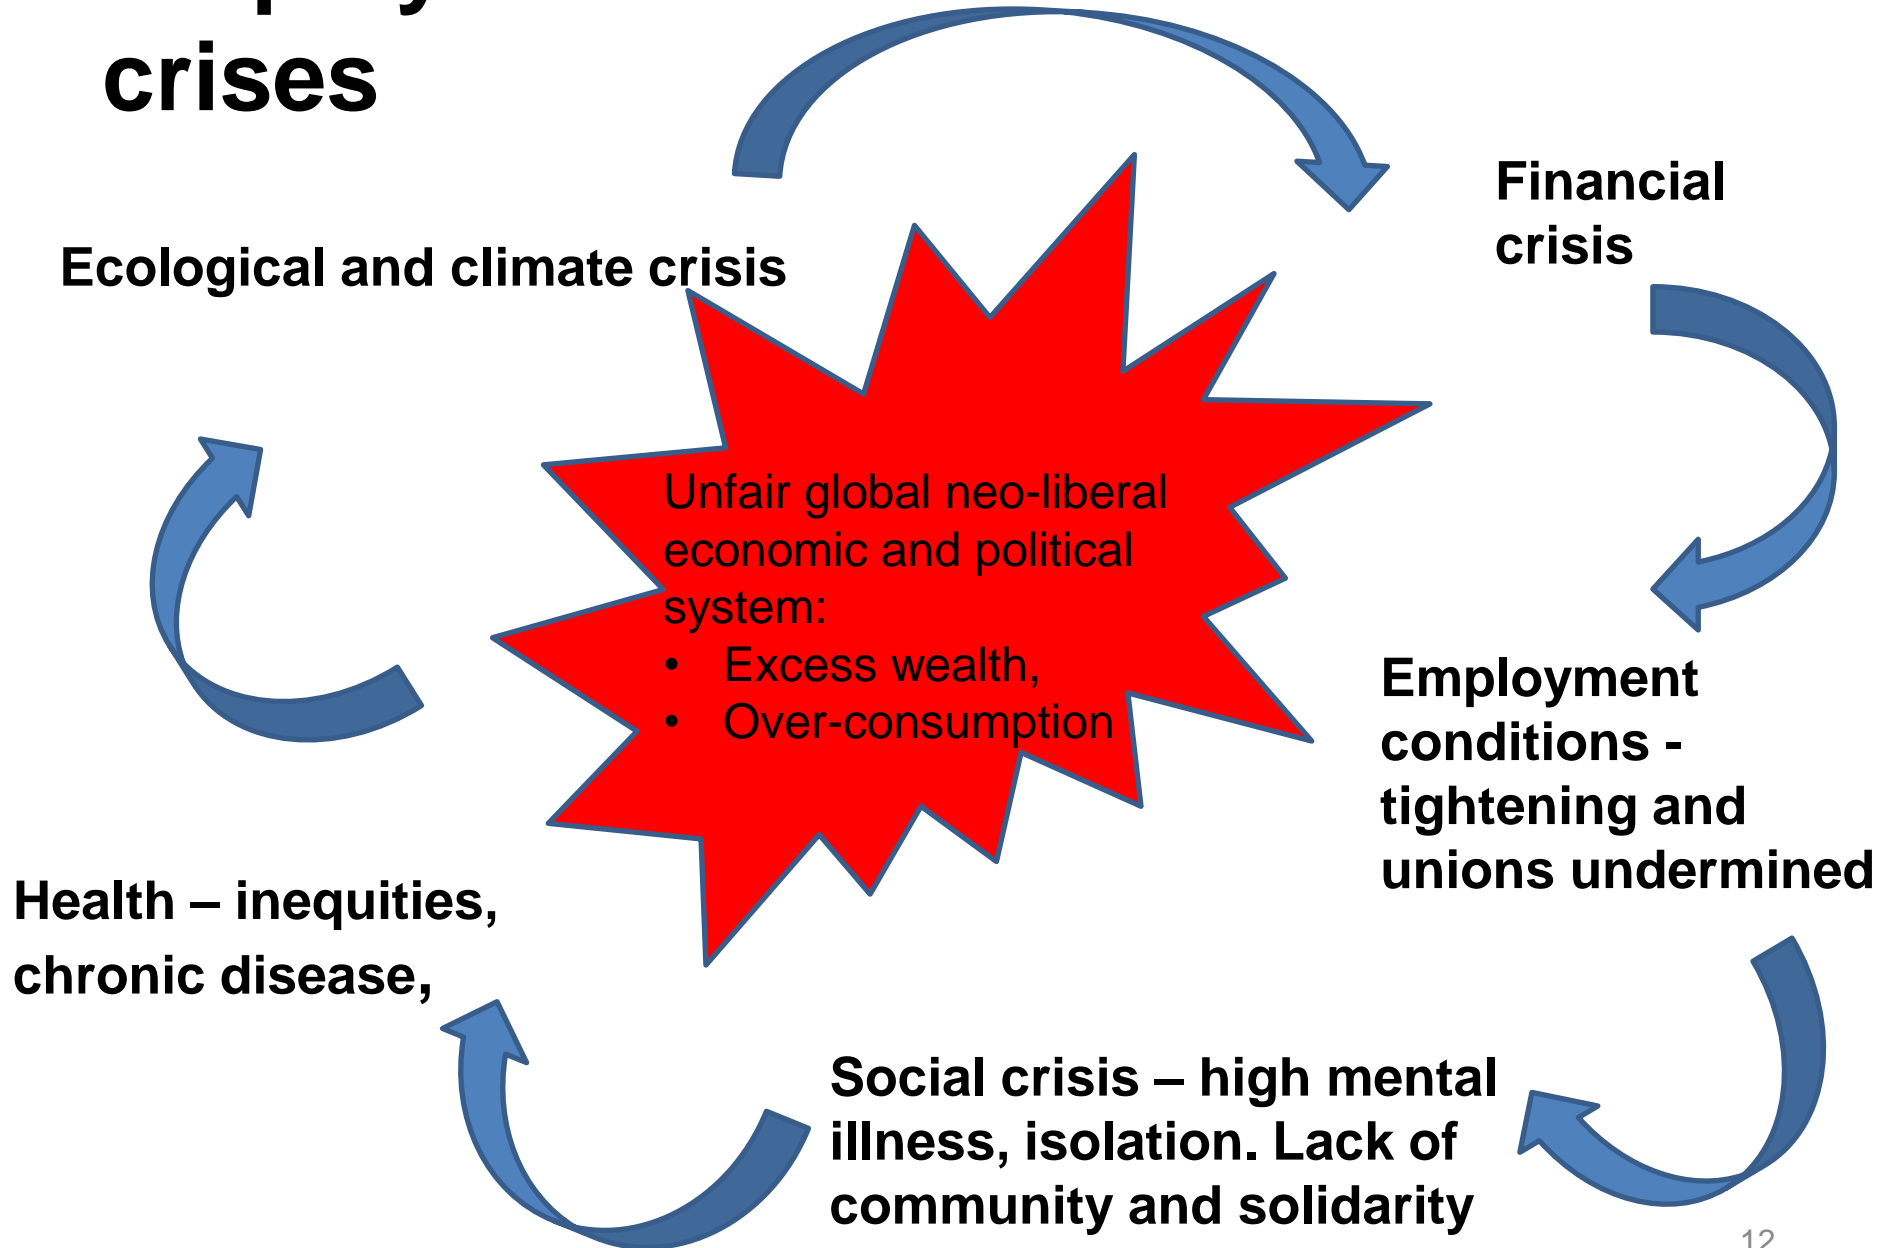 crises
Financial
crisis
Ecological and climate crisis
Unfair global neo-liberal
economic and political
system:
• Excess wealth,
• Over-consumption
Employment
conditions -
tightening and
unions undermined
Health – inequities,
chronic disease,
Social crisis – high mental
illness, isolation. Lack of
community and solidarity
12